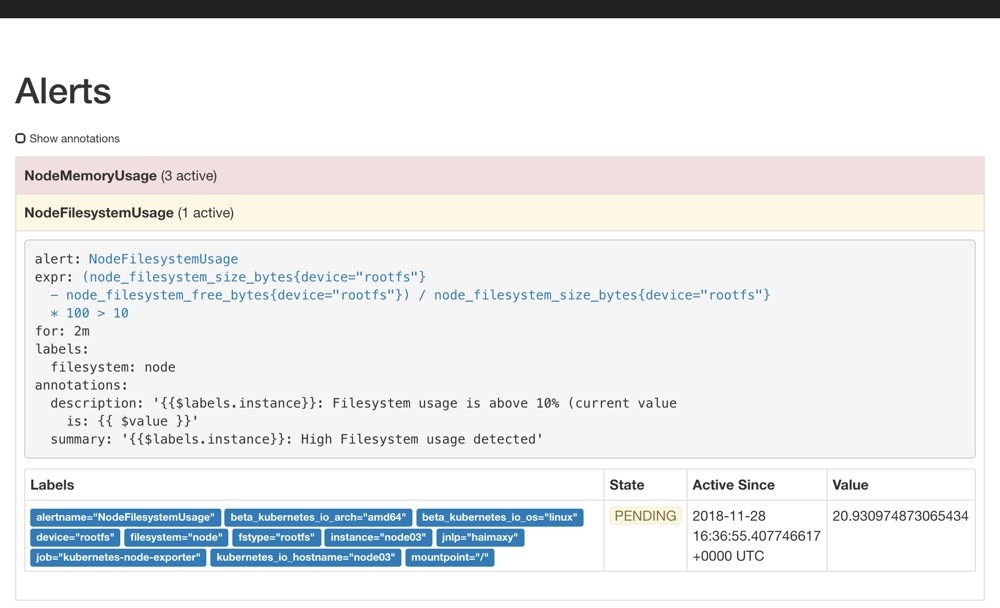 Alerts
Show annotations
NodeMemoryUsage (3 active)
NodeFilesystemUsage (1 active)
alert: NodeFilesystemUsage
expr: (node_filesystem_size_bytes{device="rootfs"}
- node_filesystem_free_bytes{device="rootfs"}) / node_filesystem_size_bytes{device="rootfs"}
* 100 > 10
for: 2m
labels:
filesystem: node
annotations:
description: '{{$labels.instance}}: Filesystem usage is above 10% (current value
is: {{ $value }}'
summary: '{{$labels.instance}}: High Filesystem usage detected'
Labels State Active Since Value
alertname="NodeFilesystemUsage" beta_kubernetes_io_arch="amd64" beta_kubernetes_io_os="linux" PENDING 2018-11-28 20.930974873065434
device="rootfs" filesystem="node" fstype="rootfs" instance="node03" jnlp="haimaxy" 16:36:55.407746617
job="kubernetes-node-exporter" kubernetes_io_hostname="node03" mountpoint="/" +0000 UTC